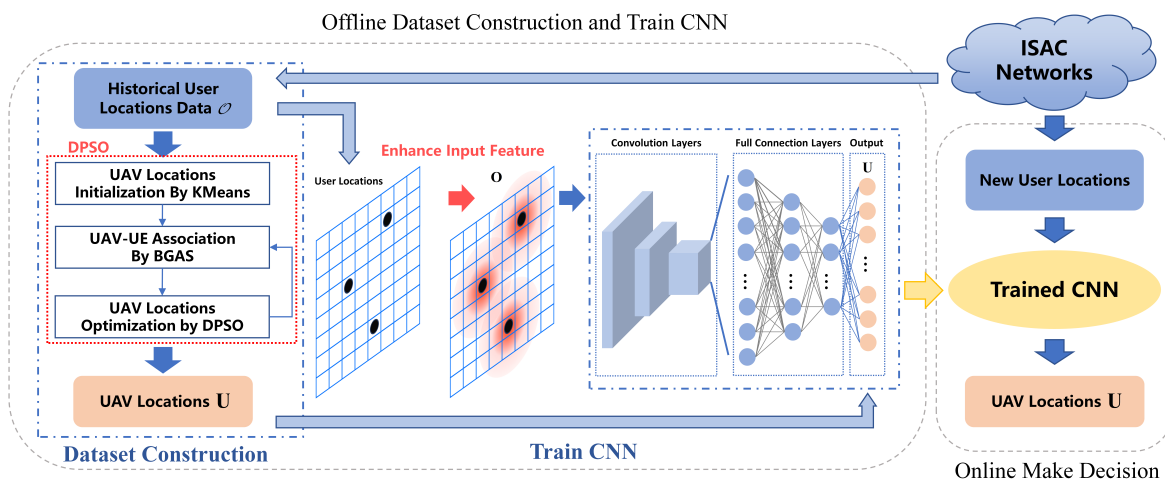 Offline Dataset Construction and Train CNN
Historical User
Locations Data 𝒪
DPSO
UAV Locations
Initialization By KMeans
UAV-UE Association
By BGAS
UAV Locations
Optimization by DPSO
UAV Locations U
Dataset Construction
User Locations
Enhance Input Feature
O
Convolution Layers
Full Connection Layers
Output
U
Train CNN
ISAC
Networks
New User Locations
Trained CNN
UAV Locations U
Online Make Decision